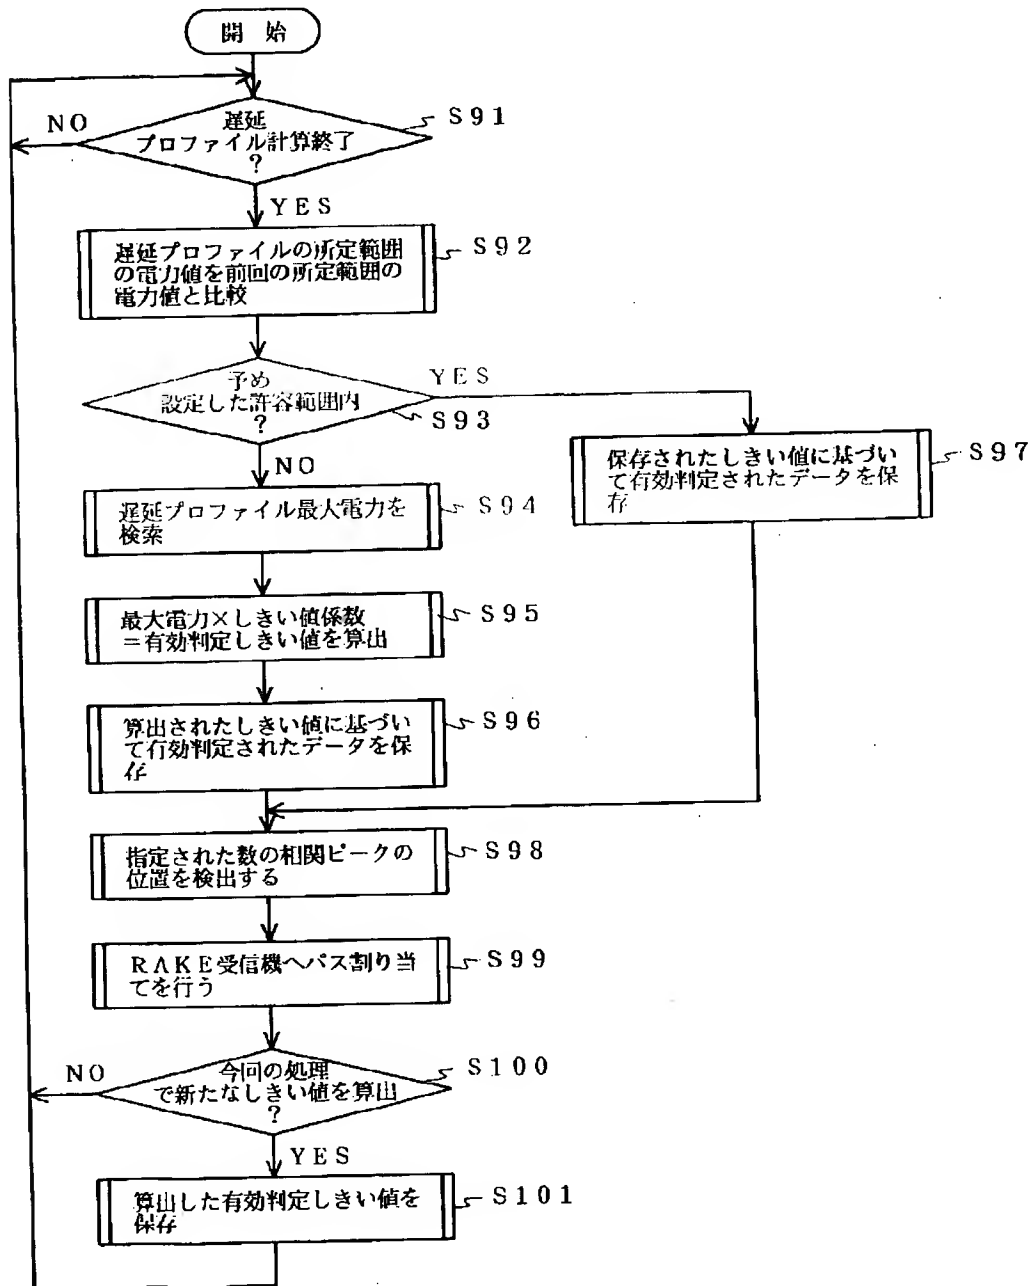 開 始
NO
遅延
プロファイル計算終了
?
S91
YES
遅延プロファイルの所定範囲
の電力値を前回の所定範囲の
電力値と比較
S92
予め
設定した許容範囲内
?
YES
S93
NO
保存されたしきい値に基づい
て有効判定されたデータを保
存
S97
遅延プロファイル最大電力を
検索
S94
最大電力×しきい値係数
=有効判定しきい値を算出
S95
算出されたしきい値に基づい
て有効判定されたデータを保
存
S96
指定された数の相関ピークの
位置を検出する
S98
RAKE受信機へパス割り当
てを行う
S99
NO
今回の処理
で新たなしきい値を算出
?
S100
YES
算出した有効判定しきい値を
保存
S101